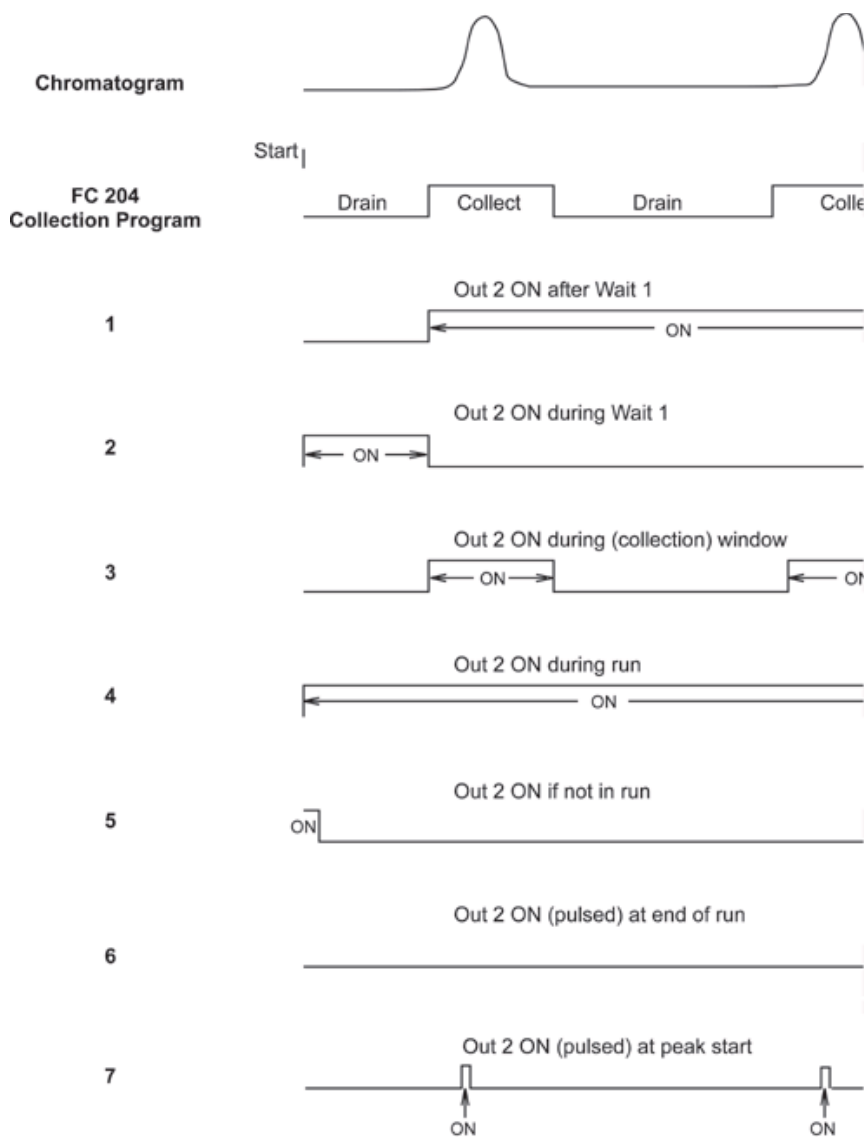 Chromatogram
Start
FC 204
Collection Program
Drain Collect Drain Colle
Out 2 ON after Wait 1
1
ON
Out 2 ON during Wait 1
2
ON
Out 2 ON during (collection) window
3
ON ON
Out 2 ON during run
4
ON
Out 2 ON if not in run
5
ON
Out 2 ON (pulsed) at end of run
6
Out 2 ON (pulsed) at peak start
7
ON ON